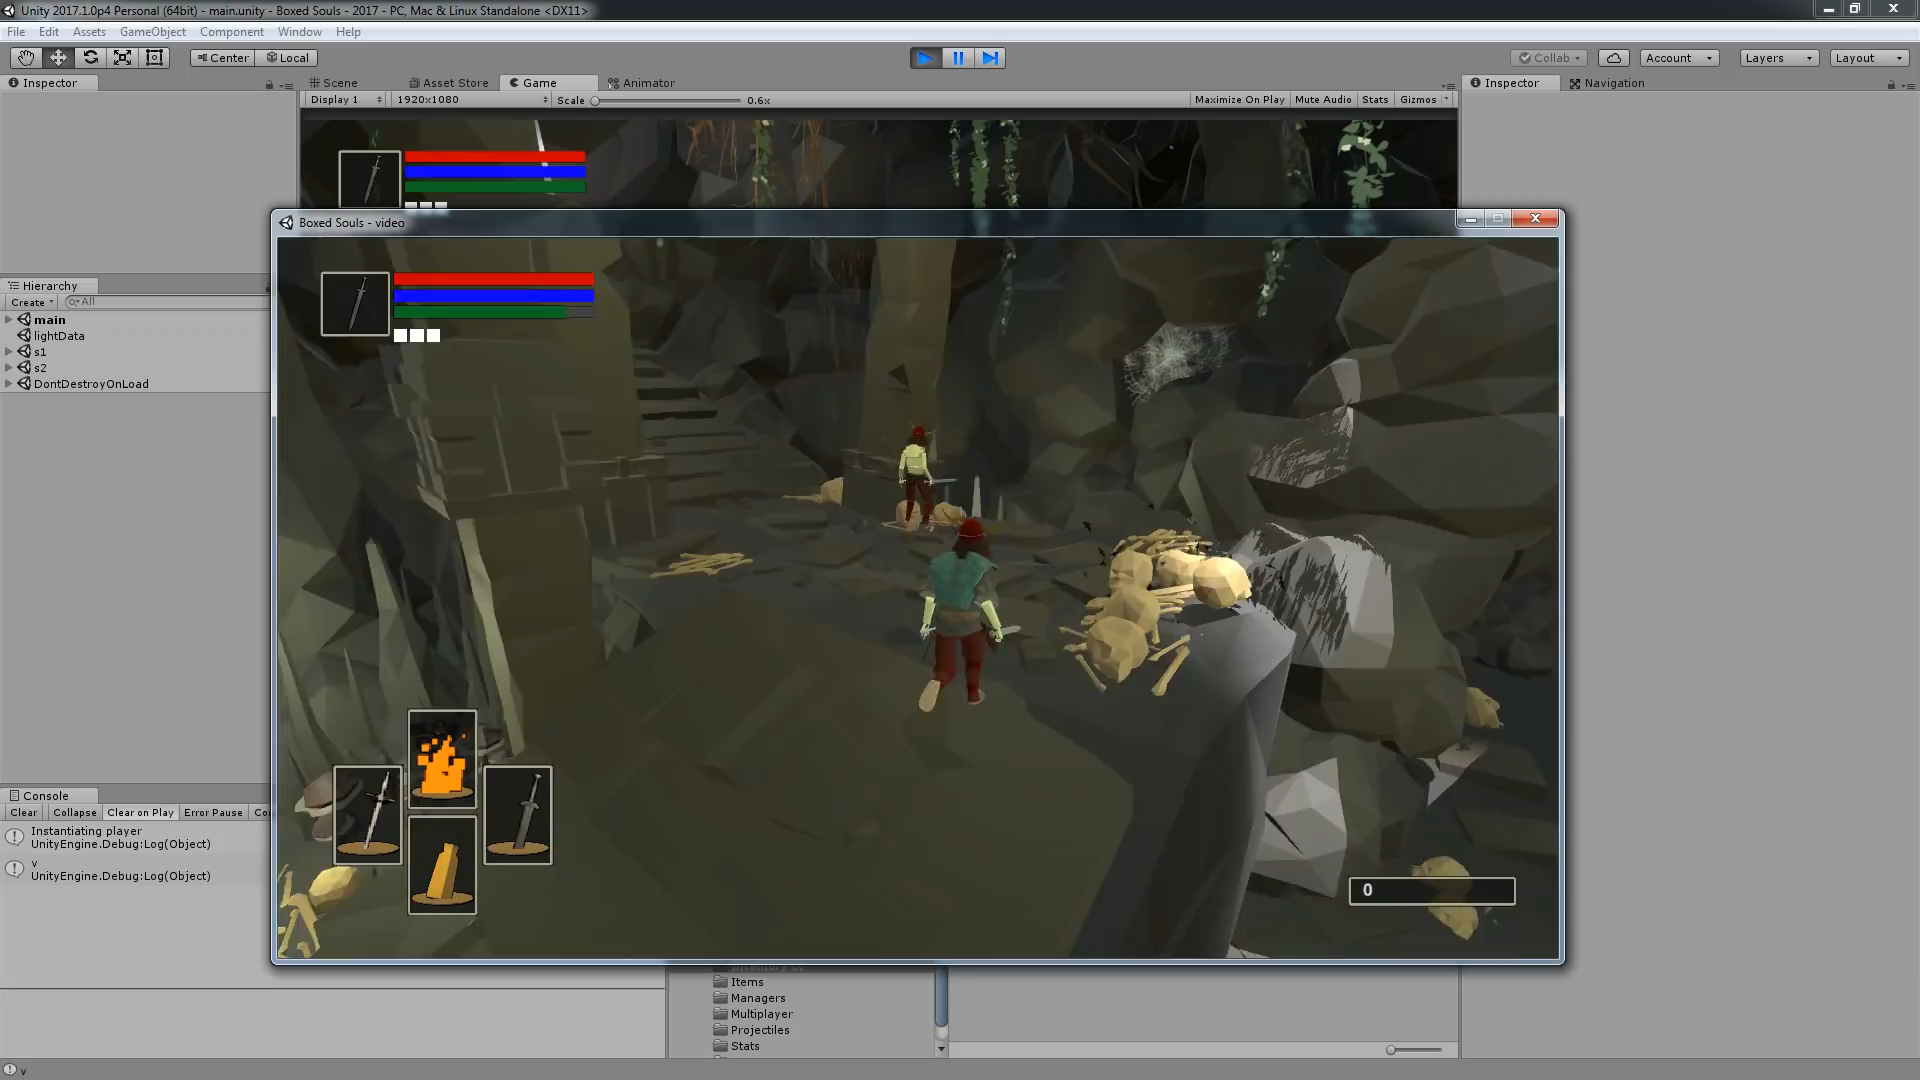 Unity 2017.1.0p4 Personal (64bit) - main.unity - Boxed Souls - 2017 - PC, Mac & Linux Standalone <DX11>
File Edit Assets GameObject Component Window Help
Center Local
Collab Account Layers Layout
Inspector
Scene Asset Store Game Animator
Inspector Navigation
Display 1 1920x1080 Scale 0.6x
Maximize On Play Mute Audio Stats Gizmos
Boxed Souls - video
Hierarchy
Create All
main
lightData
s1
s2
DontDestroyOnLoad
Console
Clear Collapse Clear on Play Error Pause
Instantiating player
UnityEngine.Debug:Log(Object)
v
UnityEngine.Debug:Log(Object)
0
Items
Managers
Multiplayer
Projectiles
Stats
v